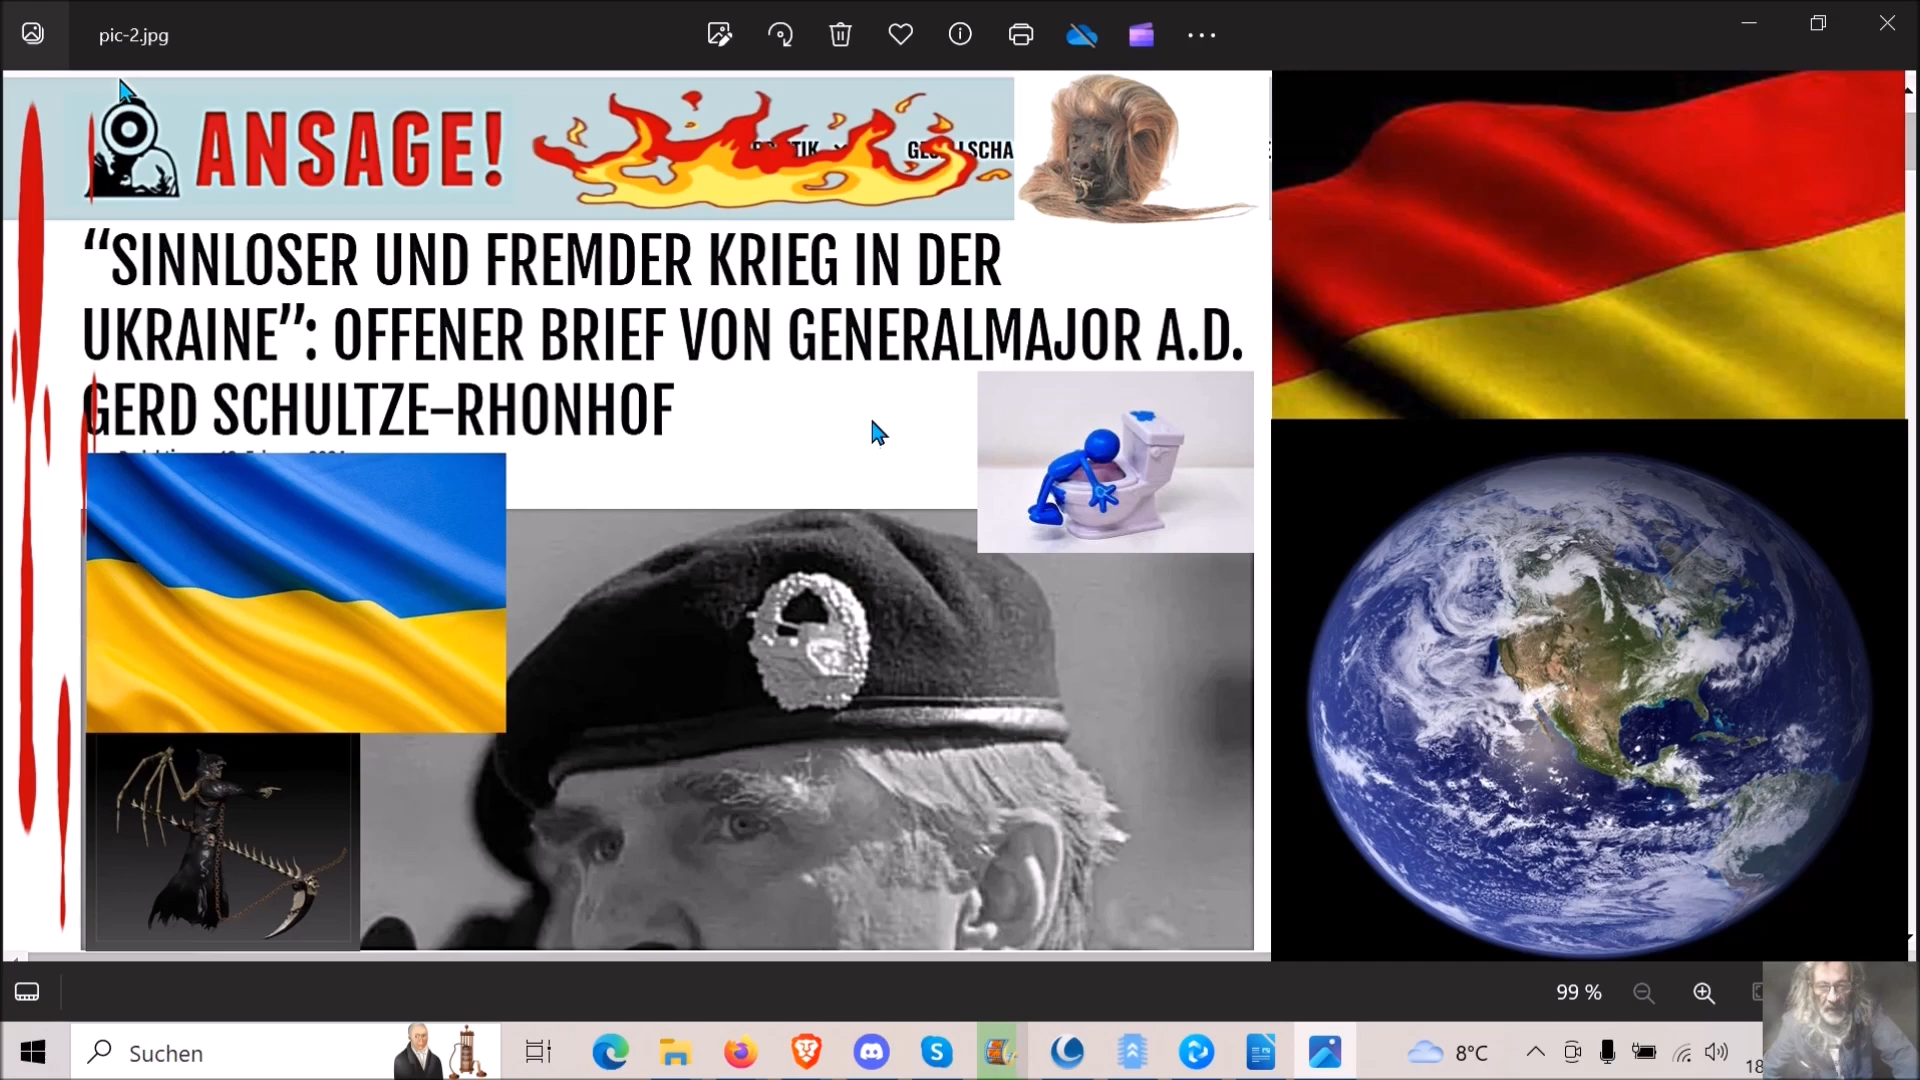 pic-2.jpg
ANSAGE!
“SINNLOSER UND FREMDER KRIEG IN DER
UKRAINE”: OFFENER BRIEF VON GENERALMAJOR A.D.
GERD SCHULTZE-RHONHOF
99 %
Suchen
8°C